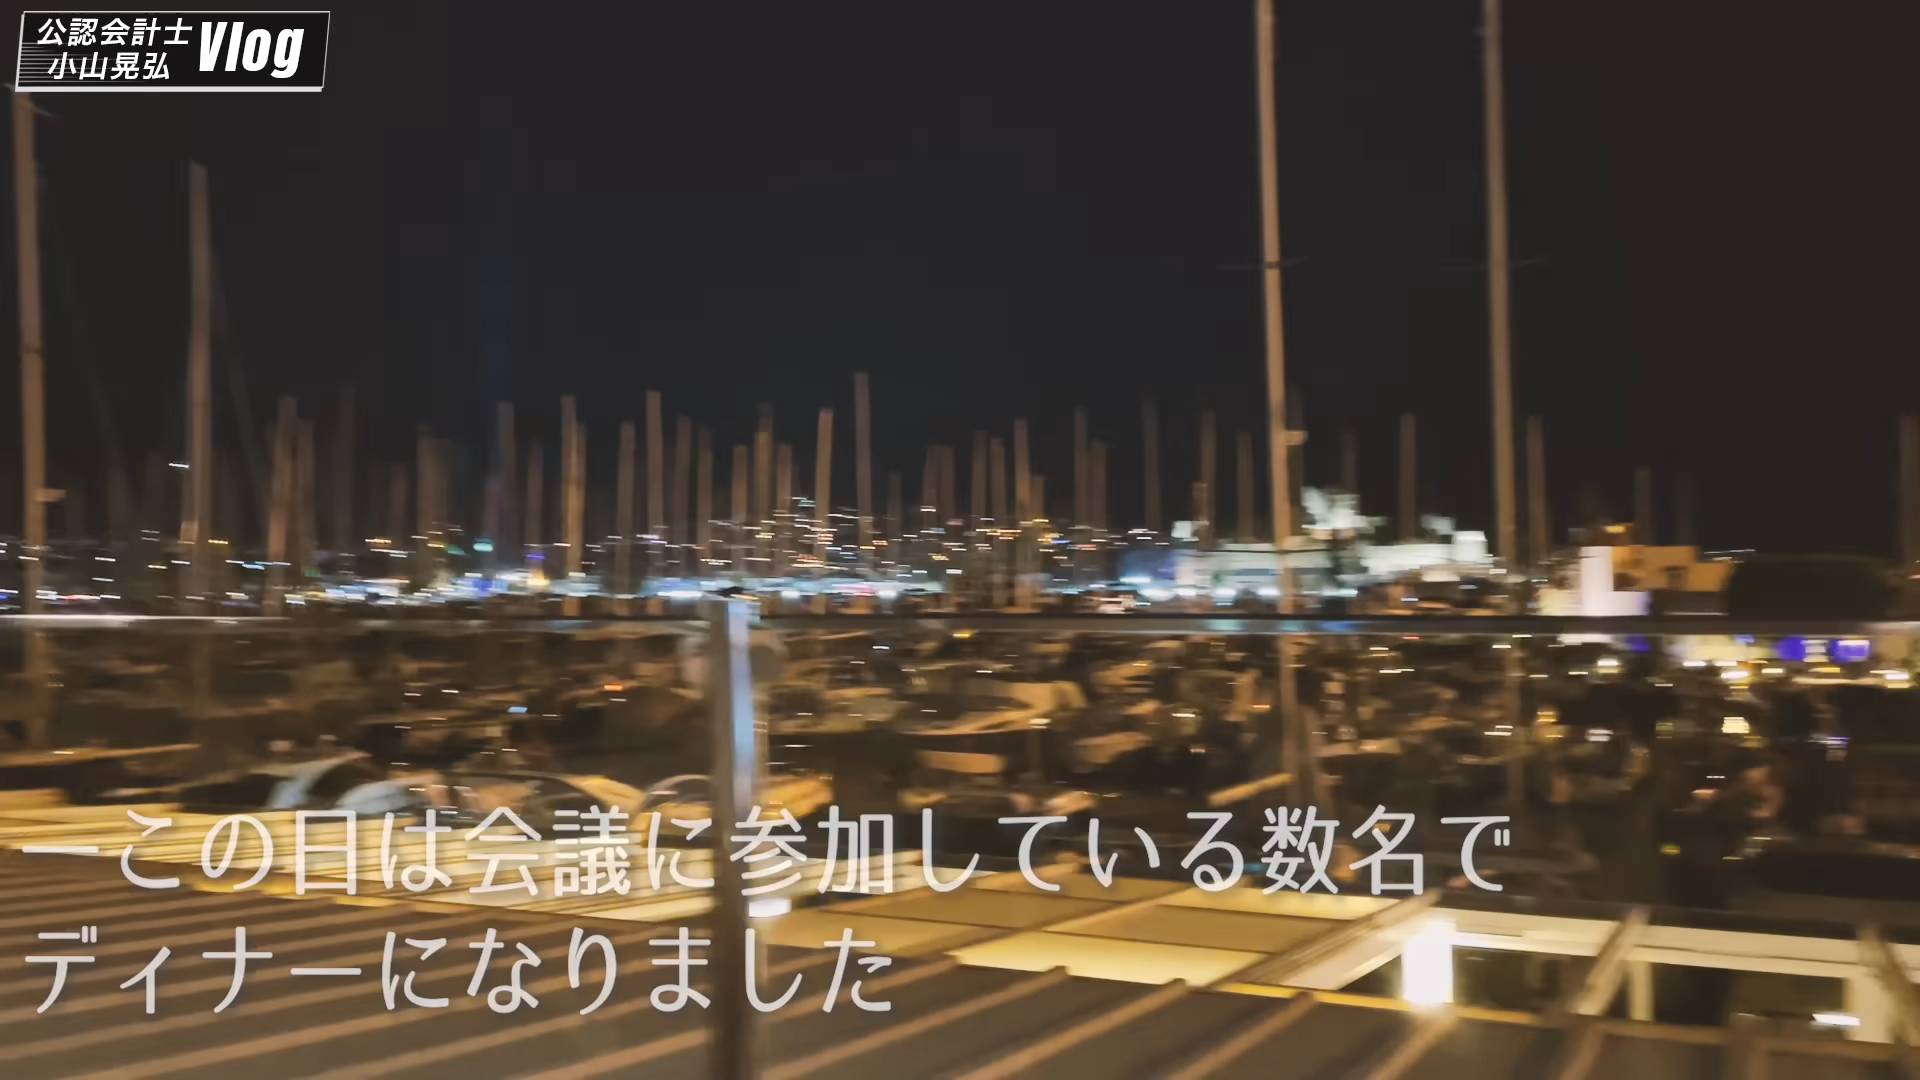 公認会計士
小山晃弘
Vlog
ーこの日は会議に参加している数名で
ディナーになりました